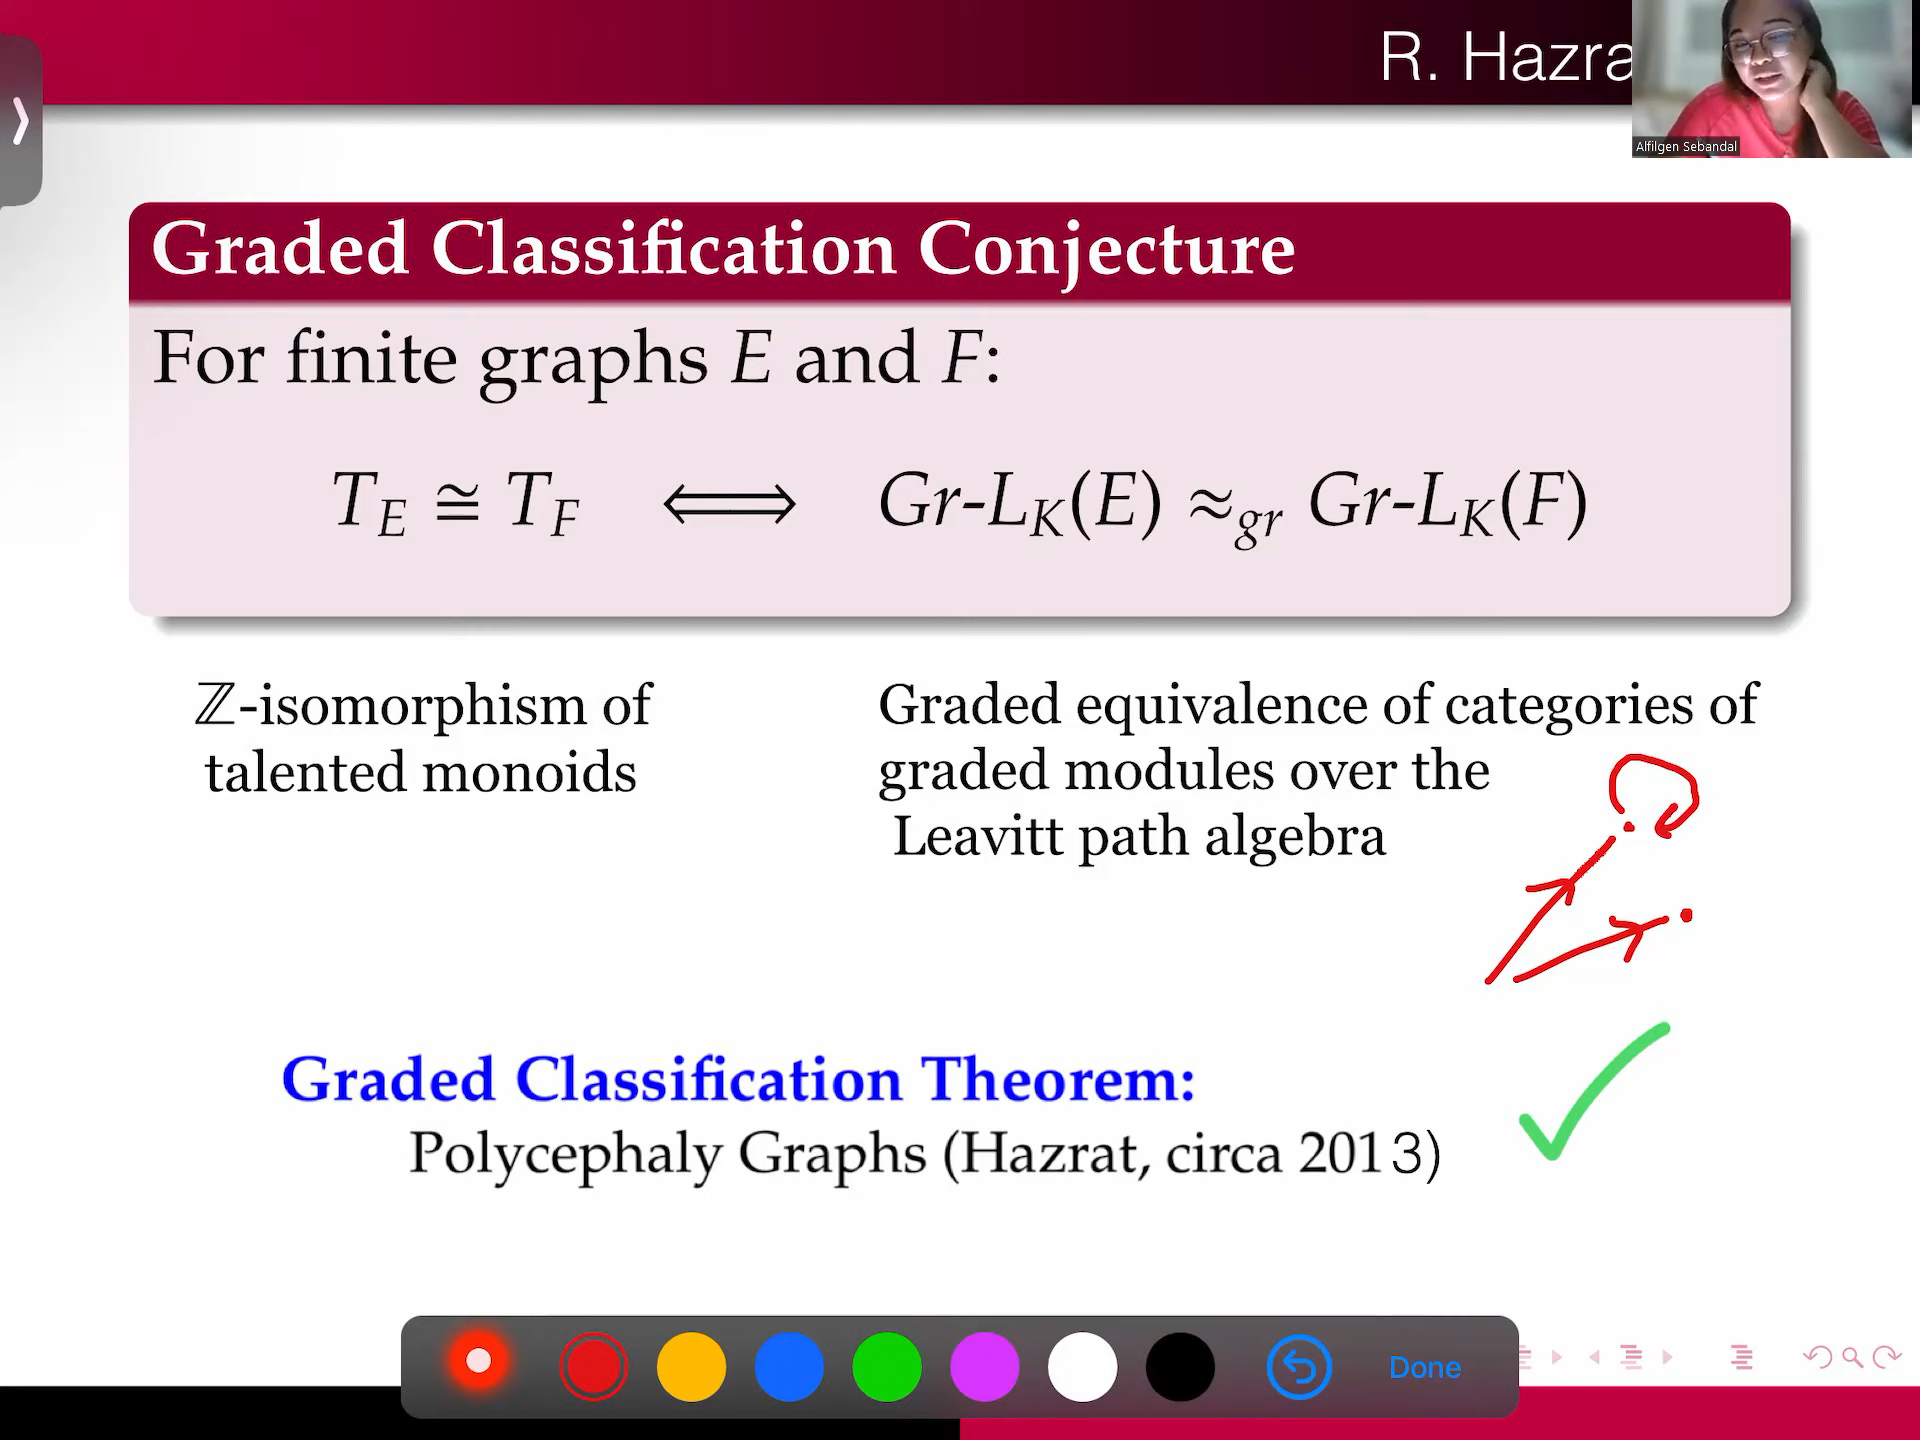 R. Hazra
Alfilgen Sebandal
Graded Classification Conjecture
For finite graphs E and F:
T_E ≅ T_F ⟺ Gr-L_K(E) ≈_gr Gr-L_K(F)
ℤ-isomorphism of
talented monoids
Graded equivalence of categories of
graded modules over the
Leavitt path algebra
Graded Classification Theorem:
Polycephaly Graphs (Hazrat, circa 2013)
Done